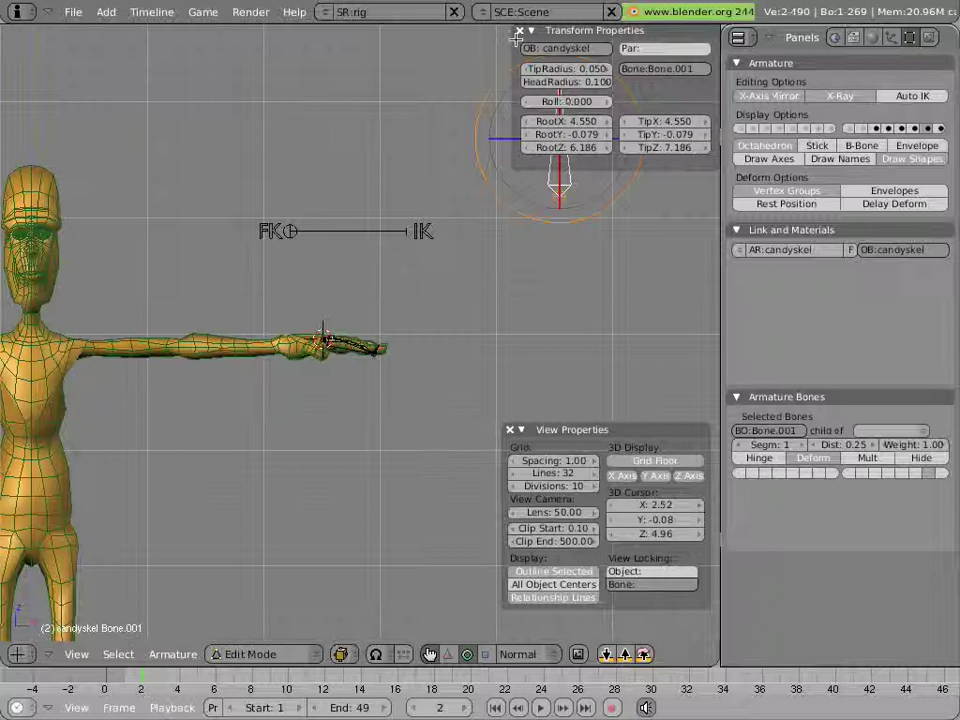 Add Timeline Game Render Help SR:rig SCE:Scene www.blender.org 244 Ve:2-490 | Bo:1-269 | Mem:20.96M
Transform Properties
OB: candyskel Par:
TipRadius: 0.050 Bone:Bone.001
HeadRadius: 0.100
Roll: 0.000
RootX: 4.550 TipX: 4.550
RootY: -0.079 TipY: -0.079
RootZ: 6.186 TipZ: 7.186
FK IK
View Properties
Grid: 3D Display:
Spacing: 1.00 Grid Floor
Lines: 32 X Axis Y Axis Z Axis
Divisions: 10 3D Cursor:
View Camera: X: 2.52
Lens: 50.00 Y: -0.08
Clip Start: 0.10 Z: 4.96
Clip End: 500.00
Display: View Locking:
Outline Selected Object:
All Object Centers Bone:
Relationship Lines
z
x
(2) candyskel Bone.001
View Select Armature Edit Mode Normal
Panels
Armature
Editing Options
X-Axis Mirror X-Ray Auto IK
Display Options
Octahedron Stick B-Bone Envelope
Draw Axes Draw Names Draw Shapes
Deform Options
Vertex Groups Envelopes
Rest Position Delay Deform
Link and Materials
AR:candyskel F OB:candyskel
Armature Bones
Selected Bones
BO:Bone.001 child of
Segm: 1 Dist: 0.25 Weight: 1.00
Hinge Deform Mult Hide
-4 -2 0 2 4 6 8 10 12 14 16 18 20 22 24 26 28 30 32 34 36 38 40 42 44 46
View Frame Playback Pr Start: 1 End: 49 2